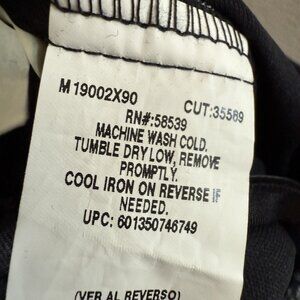 M19002X90 CUT:35589
RN#:58539
MACHINE WASH COLD.
TUMBLE DRY LOW, REMOVE
PROMPTLY.
COOL IRON ON REVERSE IF
NEEDED.
UPC: 601350746749
(VER AL REVERSO)